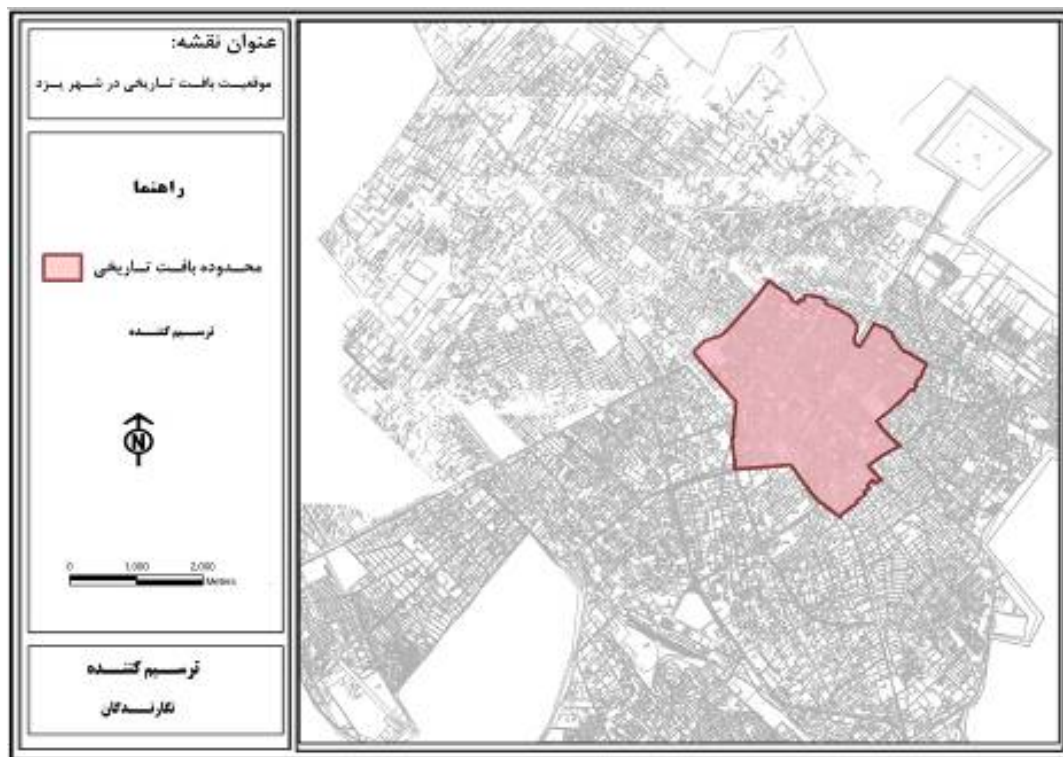 عنوان نقشه:
موقعیت بافت تاریخی در شهر یزد
راهنما
محدوده بافت تاریخی
ترسیم کننده
N
0 1,000 2,000
Meters
ترسیم کننده
نگارندگان